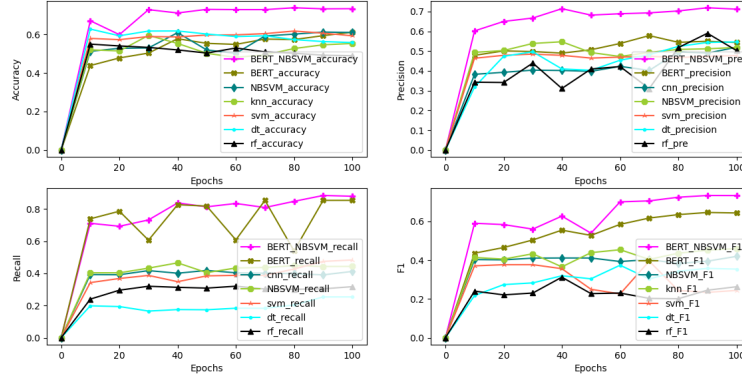 0.6
0.4
0.2
0.0
Accuracy
BERT_NBSVM_accuracy
BERT_accuracy
cnn_accuracy
NBSVM_accuracy
knn_accuracy
svm_accuracy
dt_accuracy
rf_accuracy
0 20 40 60 80 100
Epochs
0.7
0.6
0.5
0.4
0.3
0.2
0.1
0.0
Precision
BERT_NBSVM_pre
BERT_precision
cnn_precision
NBSVM_precision
svm_precision
dt_precision
rf_pre
0 20 40 60 80 100
Epochs
0.8
0.6
0.4
0.2
0.0
Recall
BERT_NBSVM_recall
BERT_recall
cnn_recall
NBSVM_recall
svm_recall
dt_recall
rf_recall
0 20 40 60 80 100
Epochs
0.6
0.4
0.2
0.0
F1
BERT_NBSVM_F1
BERT_F1
NBSVM_F1
knn_F1
svm_F1
dt_F1
rf_F1
0 20 40 60 80 100
Epochs